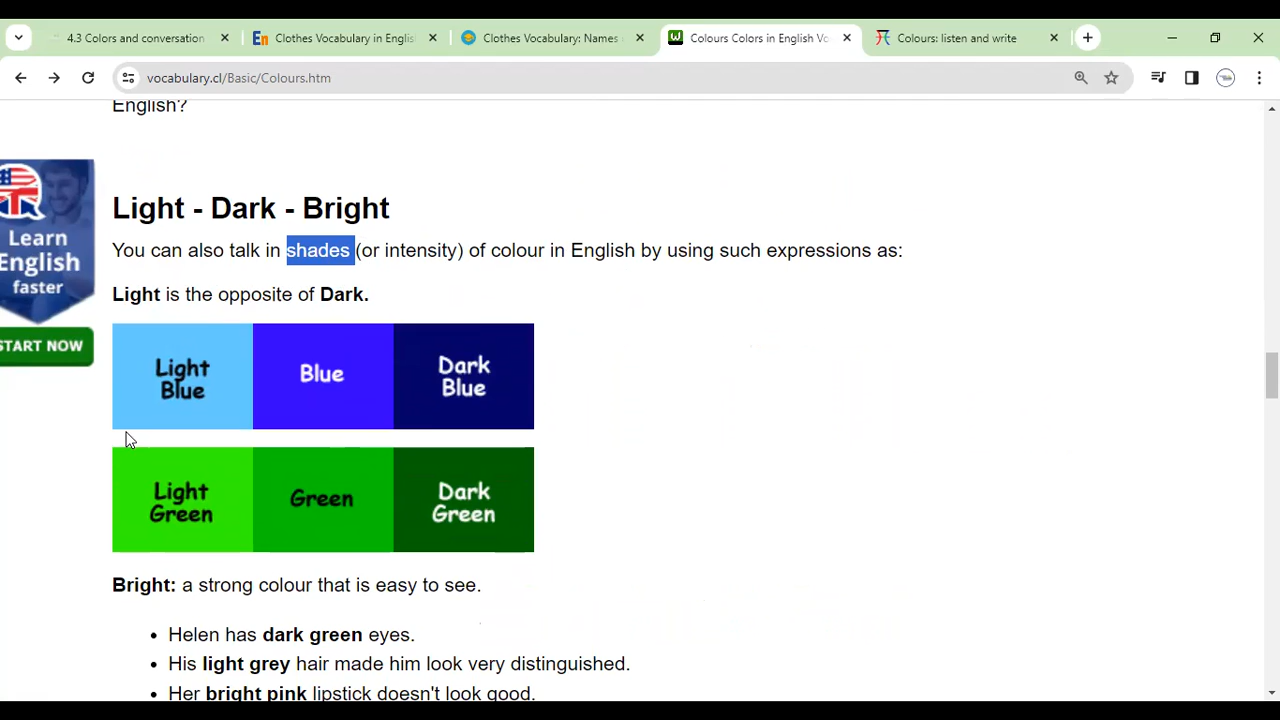 4.3 Colors and conversation
Clothes Vocabulary in Englis
Clothes Vocabulary: Names
Colours Colors in English Vo
Colours: listen and write
vocabulary.cl/Basic/Colours.htm
English?
Light - Dark - Bright
You can also talk in shades (or intensity) of colour in English by using such expressions as:
Light is the opposite of Dark.
Learn
English
faster
START NOW
Light
Blue
Blue
Dark
Blue
Light
Green
Green
Dark
Green
Bright: a strong colour that is easy to see.
• Helen has dark green eyes.
• His light grey hair made him look very distinguished.
• Her bright pink lipstick doesn't look good.